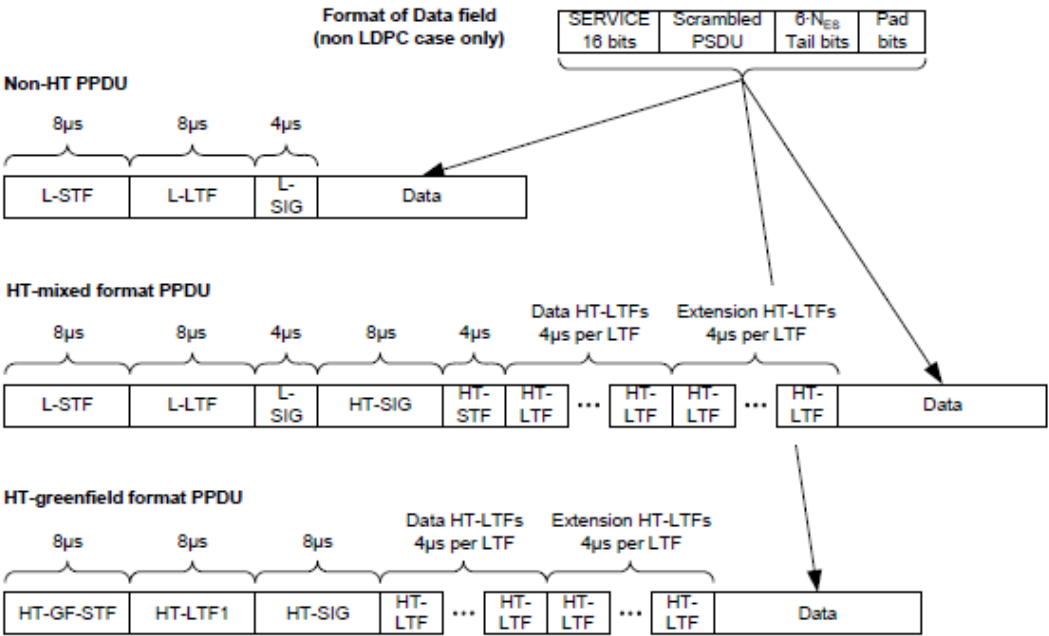 Format of Data field
(non LDPC case only)
SERVICE
16 bits
Scrambled
PSDU
6·NES
Tail bits
Pad
bits
Non-HT PPDU
8µs
8µs
4µs
L-STF
L-LTF
L-
SIG
Data
HT-mixed format PPDU
Data HT-LTFs
4µs per LTF
Extension HT-LTFs
4µs per LTF
8µs
8µs
4µs
8µs
4µs
L-STF
L-LTF
L-
SIG
HT-SIG
HT-
STF
HT-
LTF
...
HT-
LTF
HT-
LTF
...
HT-
LTF
Data
HT-greenfield format PPDU
Data HT-LTFs
4µs per LTF
Extension HT-LTFs
4µs per LTF
8µs
8µs
8µs
HT-GF-STF
HT-LTF1
HT-SIG
HT-
LTF
...
HT-
LTF
HT-
LTF
...
HT-
LTF
Data